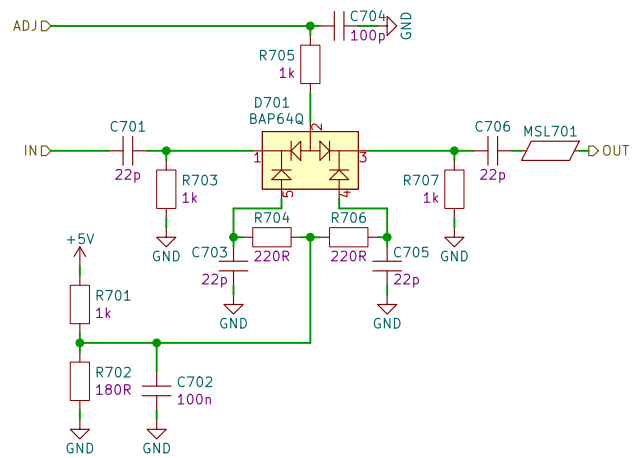 ADJ
C704
100p
GND
R705
1k
D701
BAP64Q
2
IN
C701
22p
1
3
C706
22p
MSL701
OUT
R703
1k
GND
5
4
R707
1k
GND
R704
220R
R706
220R
C703
22p
GND
C705
22p
GND
+5V
R701
1k
R702
180R
GND
C702
100n
GND